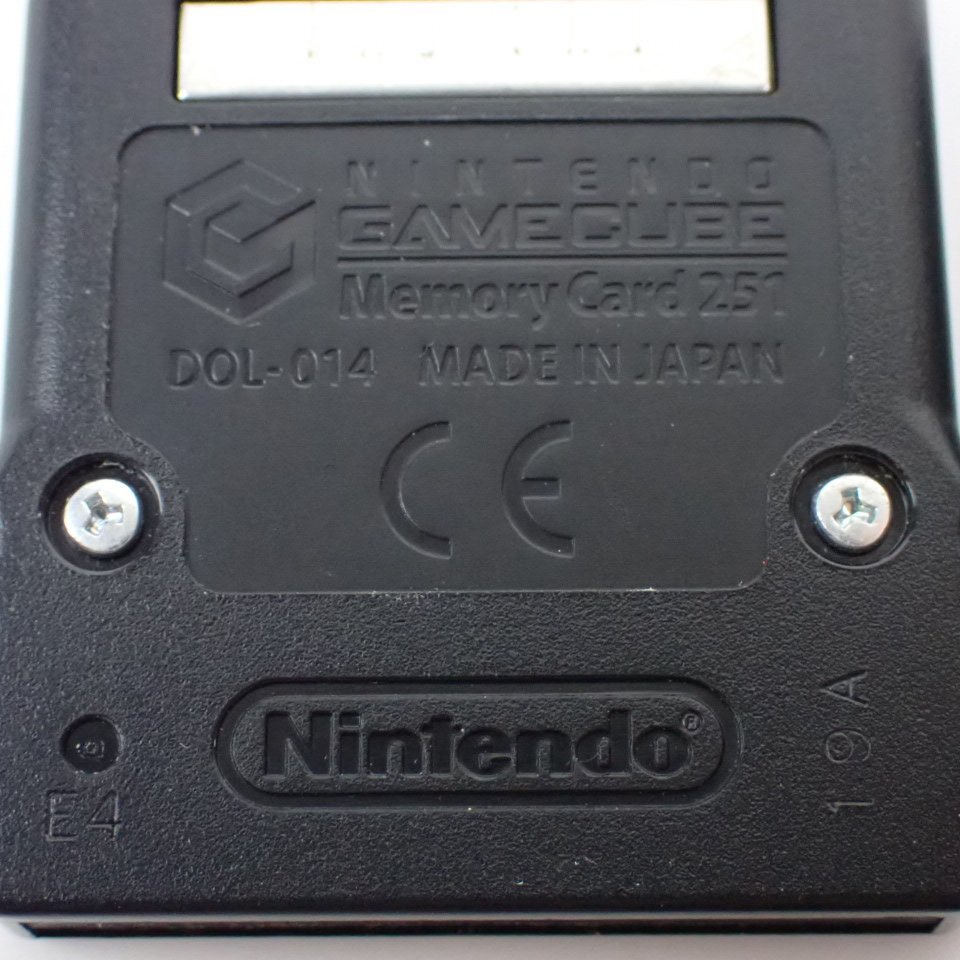 NINTENDO
GAMECUBE
Memory Card 251
DOL-014 MADE IN JAPAN
CE
Nintendo®
E4
19A